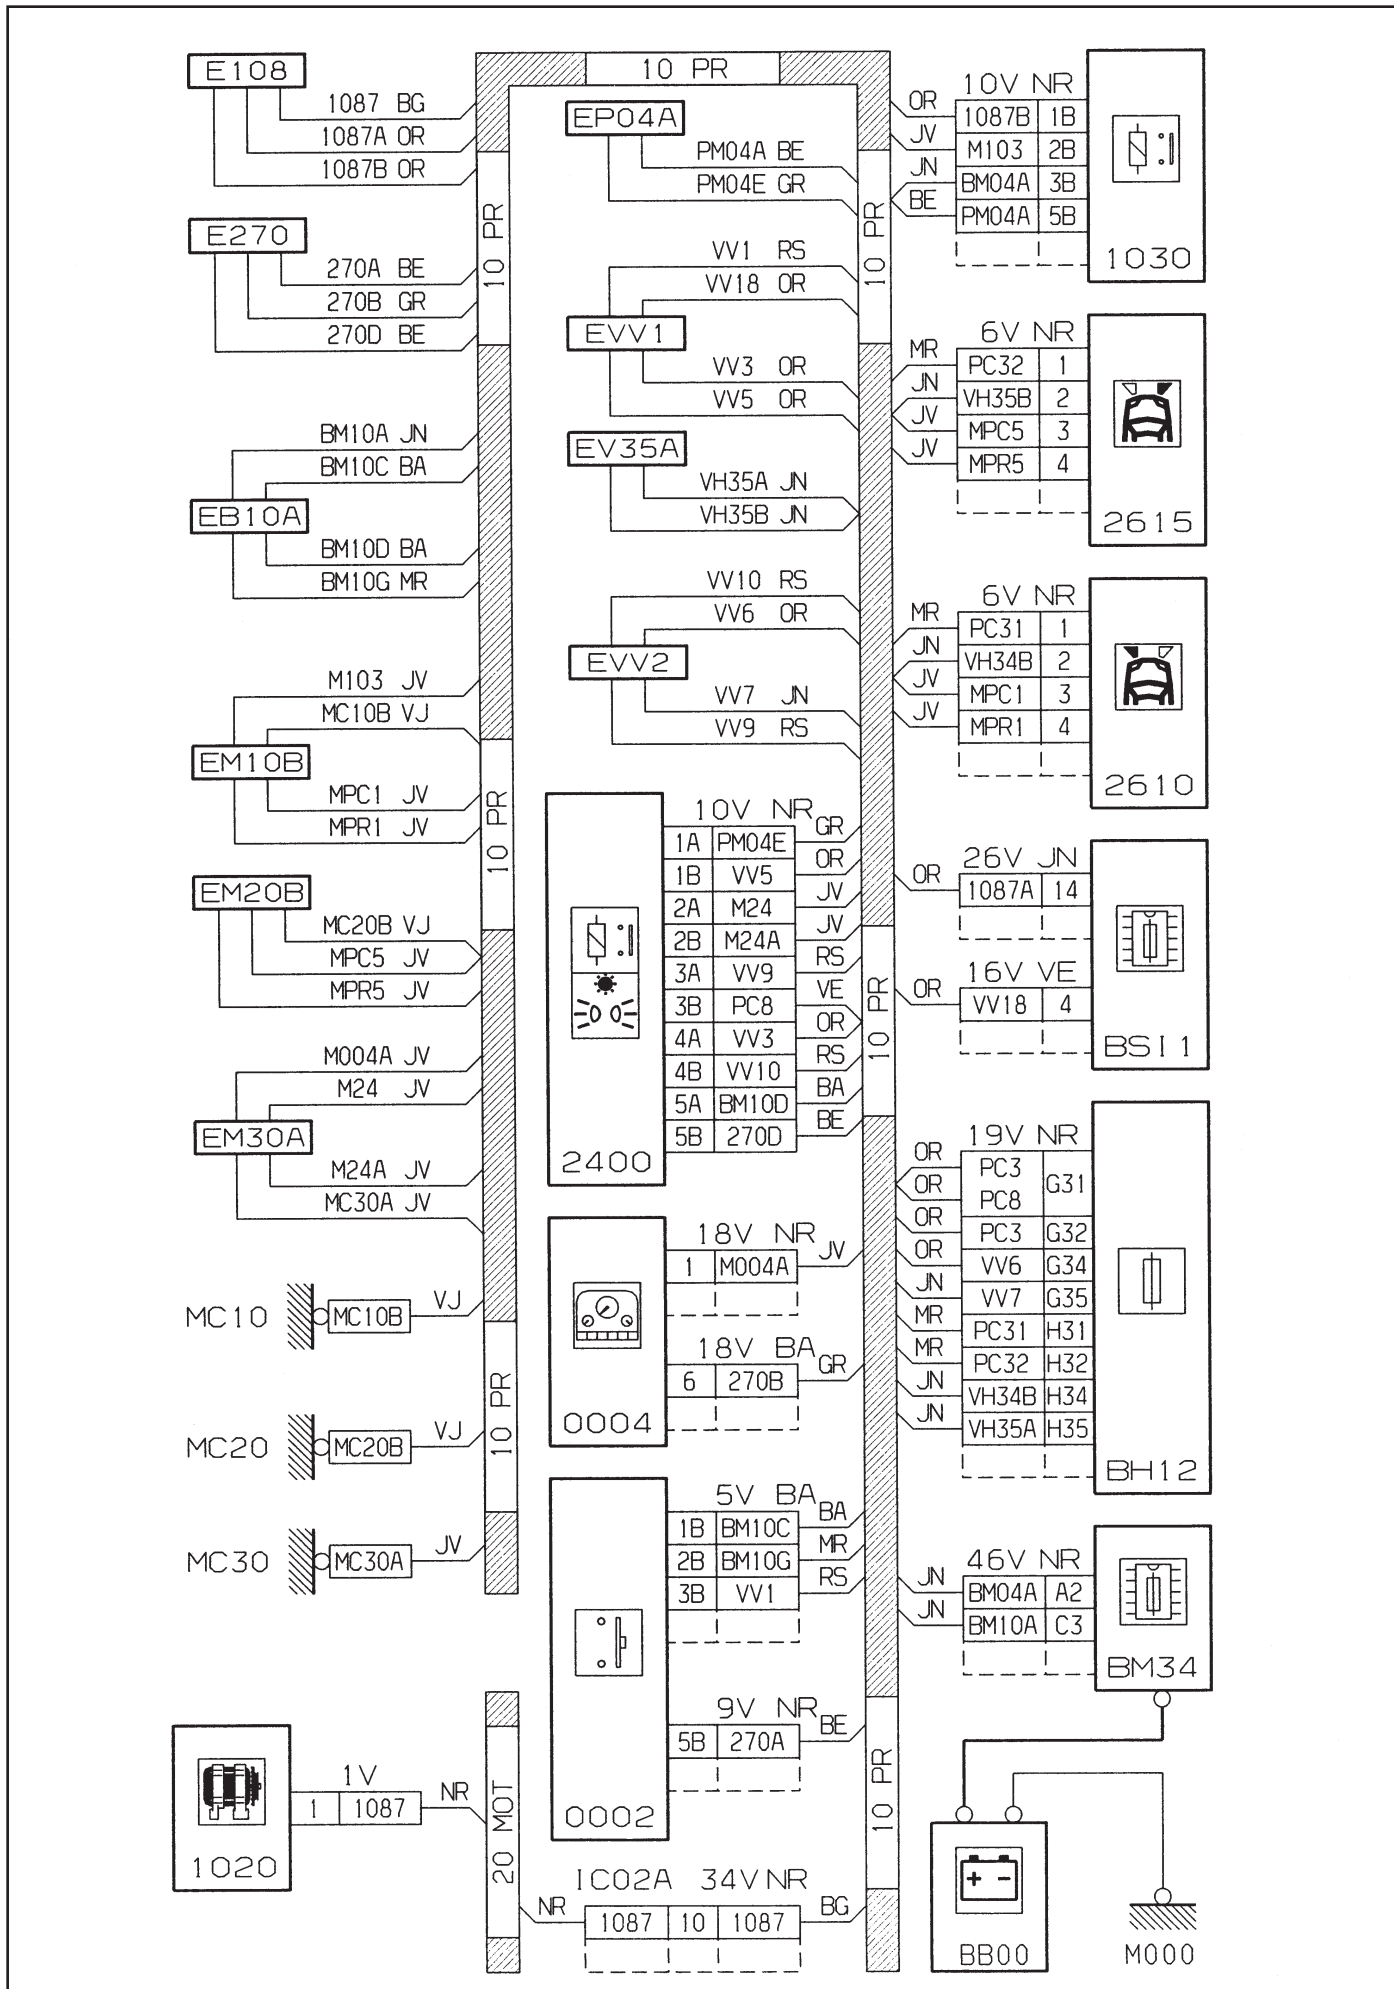 10 PR
E108
1087 BG
1087A OR
1087B OR
E270
270A BE
270B GR
270D BE
10 PR
BM10A JN
BM10C BA
EB10A
BM10D BA
BM10G MR
M103 JV
MC10B VJ
EM10B
MPC1 JV
MPR1 JV
10 PR
EM20B
MC20B VJ
MPC5 JV
MPR5 JV
M004A JV
M24 JV
EM30A
M24A JV
MC30A JV
MC10 MC10B VJ
10 PR
MC20 MC20B VJ
MC30 MC30A JV
1V
1 1087 NR
1020
20 MOT
EP04A
PM04A BE
PM04E GR
10 PR
VV1 RS
VV18 OR
EVV1
VV3 OR
VV5 OR
EV35A
VH35A JN
VH35B JN
VV10 RS
VV6 OR
EVV2
VV7 JN
VV9 RS
10V NR
1A PM04E GR
1B VV5 OR
2A M24 JV
2B M24A JV
3A VV9 RS
3B PC8 VE
4A VV3 OR
4B VV10 RS
5A BM10D BA
5B 270D BE
2400
10 PR
18V NR
1 M004A JV
18V BA
6 270B GR
0004
5V BA
1B BM10C BA
2B BM10G MR
3B VV1 RS
9V NR
5B 270A BE
0002
10 PR
IC02A 34V NR
NR 1087 10 1087 BG
10V NR
OR 1087B 1B
JV M103 2B
JN BM04A 3B
BE PM04A 5B
1030
6V NR
MR PC32 1
JN VH35B 2
JV MPC5 3
JV MPR5 4
2615
6V NR
MR PC31 1
JN VH34B 2
JV MPC1 3
JV MPR1 4
2610
26V JN
OR 1087A 14
16V VE
OR VV18 4
BSI1
19V NR
OR PC3 G31
OR PC8
OR PC3 G32
OR VV6 G34
JN VV7 G35
MR PC31 H31
MR PC32 H32
JN VH34B H34
JN VH35A H35
BH12
46V NR
JN BM04A A2
JN BM10A C3
BM34
+ −
BB00
M000